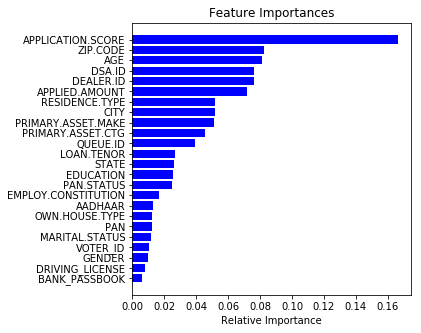 Feature Importances
APPLICATION.SCORE
ZIP.CODE
AGE
DSA.ID
DEALER.ID
APPLIED.AMOUNT
RESIDENCE.TYPE
CITY
PRIMARY.ASSET.MAKE
PRIMARY.ASSET.CTG
QUEUE.ID
LOAN.TENOR
STATE
EDUCATION
PAN.STATUS
EMPLOY.CONSTITUTION
AADHAAR
OWN.HOUSE.TYPE
PAN
MARITAL.STATUS
VOTER_ID
GENDER
DRIVING_LICENSE
BANK_PASSBOOK
0.00 0.02 0.04 0.06 0.08 0.10 0.12 0.14 0.16
Relative Importance